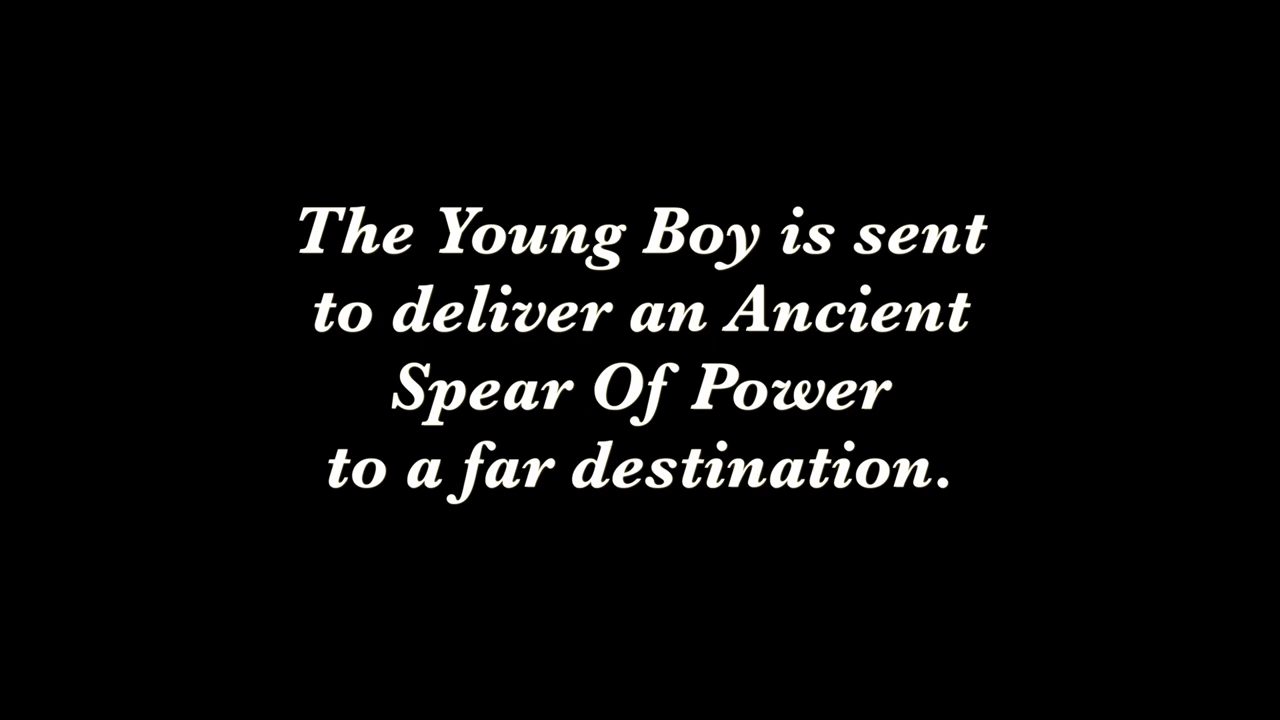 The Young Boy is sent
to deliver an Ancient
Spear Of Power
to a far destination.